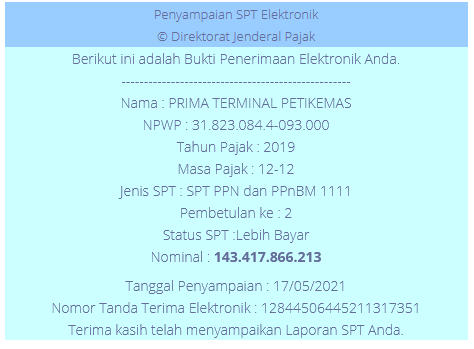 Penyampaian SPT Elektronik
© Direktorat Jenderal Pajak
Berikut ini adalah Bukti Penerimaan Elektronik Anda.
---------------------------------------------------
Nama : PRIMA TERMINAL PETIKEMAS
NPWP : 31.823.084.4-093.000
Tahun Pajak : 2019
Masa Pajak : 12-12
Jenis SPT : SPT PPN dan PPnBM 1111
Pembetulan ke : 2
Status SPT :Lebih Bayar
Nominal : 143.417.866.213
Tanggal Penyampaian : 17/05/2021
Nomor Tanda Terima Elektronik : 12844506445211317351
Terima kasih telah menyampaikan Laporan SPT Anda.